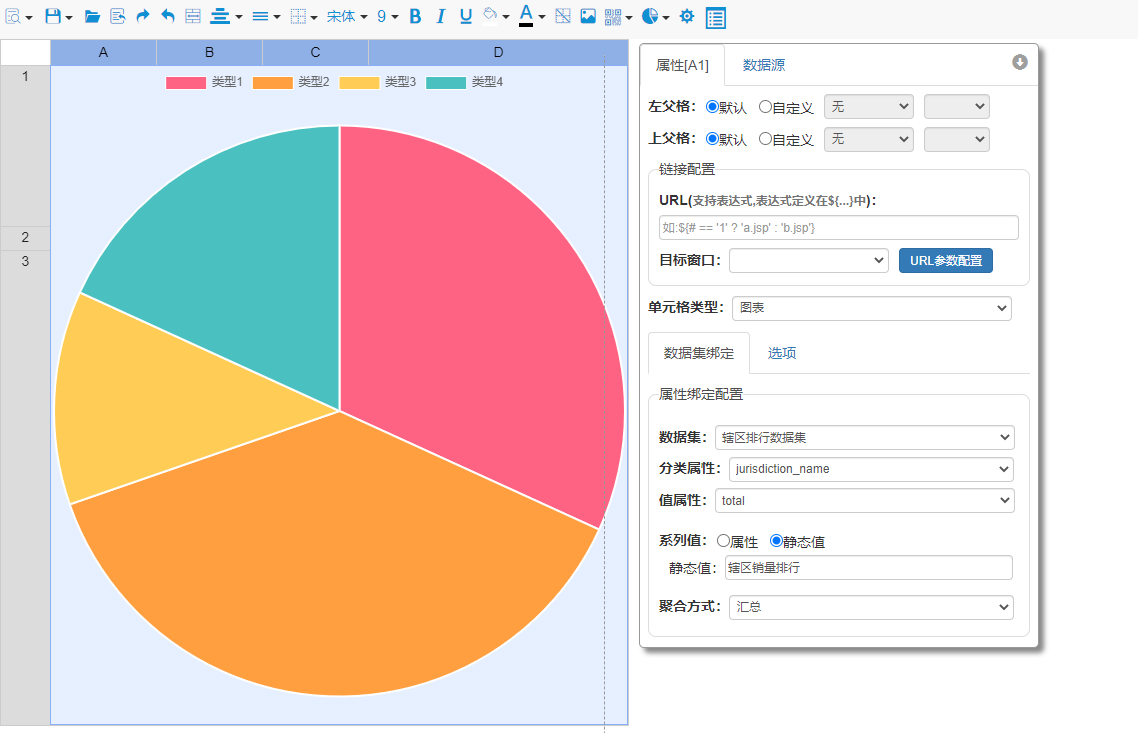 宋体 9 B I U A
A B C D
1
2
3
类型1 类型2 类型3 类型4
属性[A1] 数据源
左父格： 默认 自定义 无
上父格： 默认 自定义 无
链接配置
URL(支持表达式,表达式定义在${...}中)：
如:${# == '1' ? 'a.jsp' : 'b.jsp'}
目标窗口： URL参数配置
单元格类型： 图表
数据集绑定 选项
属性绑定配置
数据集： 辖区排行数据集
分类属性： jurisdiction_name
值属性： total
系列值： 属性 静态值
静态值： 辖区销量排行
聚合方式： 汇总